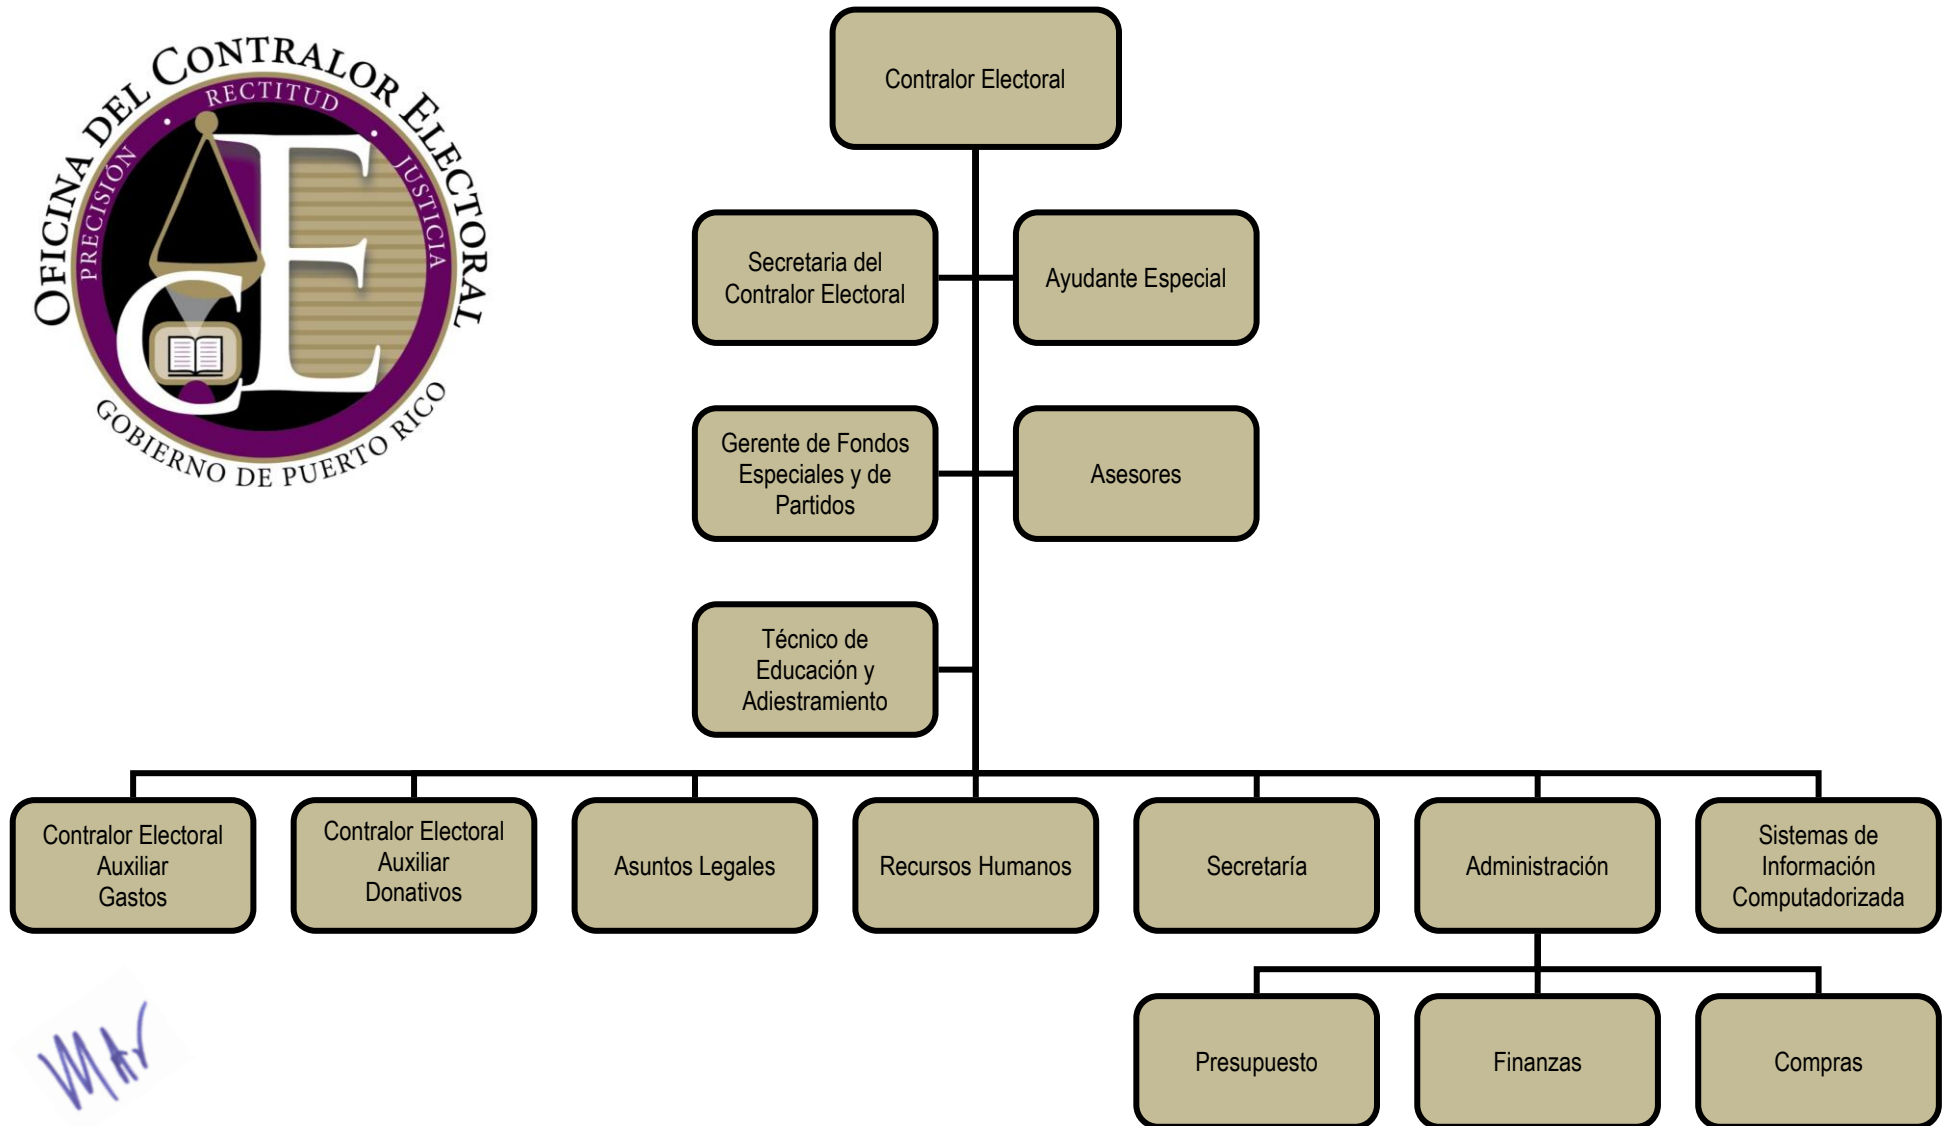 OFICINA DEL CONTRALOR ELECTORAL
PRECISIÓN · RECTITUD · JUSTICIA
CE
GOBIERNO DE PUERTO RICO
Contralor Electoral
Secretaria del
Contralor Electoral
Ayudante Especial
Gerente de Fondos
Especiales y de
Partidos
Asesores
Técnico de
Educación y
Adiestramiento
Contralor Electoral
Auxiliar
Gastos
Contralor Electoral
Auxiliar
Donativos
Asuntos Legales
Recursos Humanos
Secretaría
Administración
Sistemas de
Información
Computadorizada
Presupuesto
Finanzas
Compras